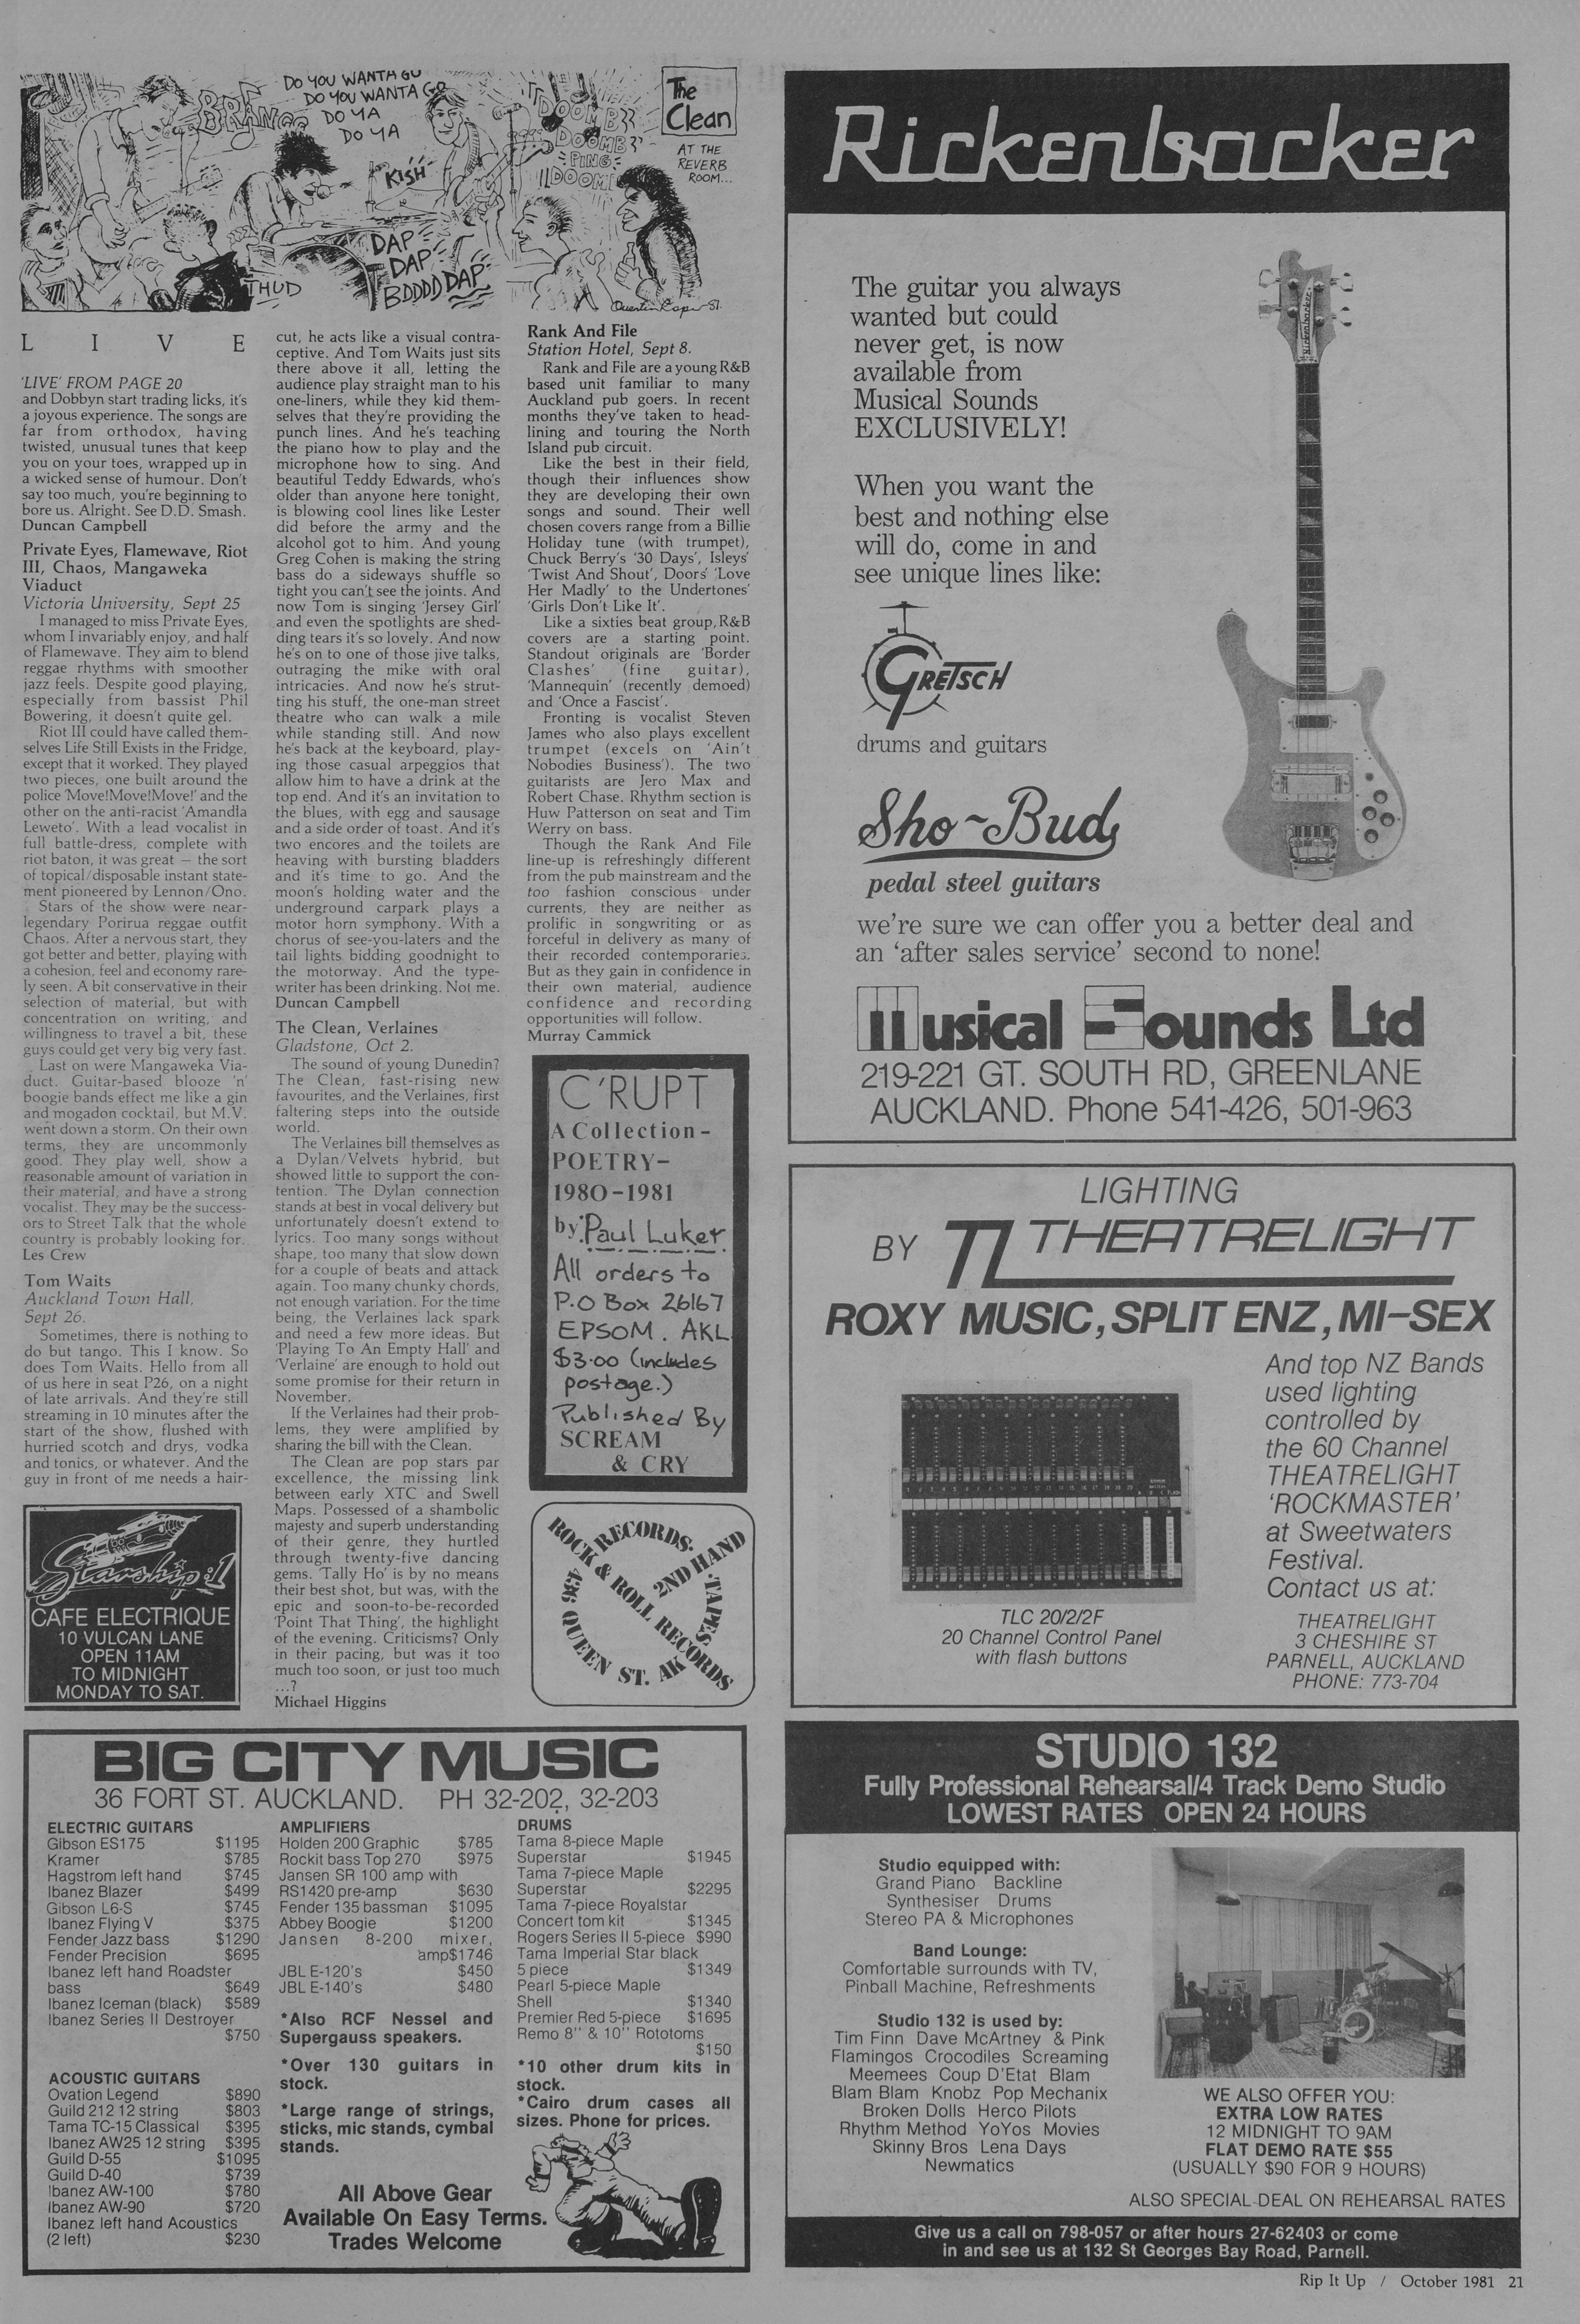 DO YOU WANTA GO
DO YOU WANTA GO
DO YA
DO YA
BRANG
KISH
DOOMB
DOOMB
PING
DOOM
THUD
DAP
DAP
BDDDD DAP
The
Clean
AT THE
REVERB
ROOM...
LIVE
'LIVE' FROM PAGE 20
and Dobbyn start trading licks, it's
a joyous experience. The songs are
far from orthodox, having
twisted, unusual tunes that keep
you on your toes, wrapped up in
a wicked sense of humour. Don't
say too much, you're beginning to
bore us. Alright. See D.D. Smash.
Duncan Campbell
Private Eyes, Flamewave, Riot
III, Chaos, Mangaweka
Viaduct
Victoria University, Sept 25
I managed to miss Private Eyes,
whom I invariably enjoy, and half
of Flamewave. They aim to blend
reggae rhythms with smoother
jazz feels. Despite good playing,
especially from bassist Phil
Bowering, it doesn't quite gel.
Riot III could have called them-
selves Life Still Exists in the Fridge,
except that it worked. They played
two pieces, one built around the
police 'Move!Move!Move!' and the
other on the anti-racist 'Amandla
Leweto'. With a lead vocalist in
full battle-dress, complete with
riot baton, it was great — the sort
of topical/disposable instant state-
ment pioneered by Lennon/Ono.
Stars of the show were near-
legendary Porirua reggae outfit
Chaos. After a nervous start, they
got better and better, playing with
a cohesion, feel and economy rare-
ly seen. A bit conservative in their
selection of material, but with
concentration on writing, and
willingness to travel a bit, these
guys could get very big very fast.
Last on were Mangaweka Via-
duct. Guitar-based blooze 'n'
boogie bands effect me like a gin
and mogadon cocktail, but M.V.
went down a storm. On their own
terms, they are uncommonly
good. They play well, show a
reasonable amount of variation in
their material, and have a strong
vocalist. They may be the success-
ors to Street Talk that the whole
country is probably looking for.
Les Crew
Tom Waits
Auckland Town Hall,
Sept 26.
Sometimes, there is nothing to
do but tango. This I know. So
does Tom Waits. Hello from all
of us here in seat P26, on a night
of late arrivals. And they're still
streaming in 10 minutes after the
start of the show, flushed with
hurried scotch and drys, vodka
and tonics, or whatever. And the
guy in front of me needs a hair-
cut, he acts like a visual contra-
ceptive. And Tom Waits just sits
there above it all, letting the
audience play straight man to his
one-liners, while they kid them-
selves that they're providing the
punch lines. And he's teaching
the piano how to play and the
microphone how to sing. And
beautiful Teddy Edwards, who's
older than anyone here tonight,
is blowing cool lines like Lester
did before the army and the
alcohol got to him. And young
Greg Cohen is making the string
bass do a sideways shuffle so
tight you can't see the joints. And
now Tom is singing 'Jersey Girl'
and even the spotlights are shed-
ding tears it's so lovely. And now
he's on to one of those jive talks,
outraging the mike with oral
intricacies. And now he's strut-
ting his stuff, the one-man street
theatre who can walk a mile
while standing still. And now
he's back at the keyboard, play-
ing those casual arpeggios that
allow him to have a drink at the
top end. And it's an invitation to
the blues, with egg and sausage
and a side order of toast. And it's
two encores and the toilets are
heaving with bursting bladders
and it's time to go. And the
moon's holding water and the
underground carpark plays a
motor horn symphony. With a
chorus of see-you-laters and the
tail lights bidding goodnight to
the motorway. And the type-
writer has been drinking. Not me.
Duncan Campbell
The Clean, Verlaines
Gladstone, Oct 2.
The sound of young Dunedin?
The Clean, fast-rising new
favourites, and the Verlaines, first
faltering steps into the outside
world.
The Verlaines bill themselves as
a Dylan/Velvets hybrid, but
showed little to support the con-
tention. The Dylan connection
stands at best in vocal delivery but
unfortunately doesn't extend to
lyrics. Too many songs without
shape, too many that slow down
for a couple of beats and attack
again. Too many chunky chords,
not enough variation. For the time
being, the Verlaines lack spark
and need a few more ideas. But
'Playing To An Empty Hall' and
'Verlaine' are enough to hold out
some promise for their return in
November.
If the Verlaines had their prob-
lems, they were amplified by
sharing the bill with the Clean.
The Clean are pop stars par
excellence, the missing link
between early XTC and Swell
Maps. Possessed of a shambolic
majesty and superb understanding
of their genre, they hurtled
through twenty-five dancing
gems. 'Tally Ho' is by no means
their best shot, but was, with the
epic and soon-to-be-recorded
'Point That Thing', the highlight
of the evening. Criticisms? Only
in their pacing, but was it too
much too soon, or just too much
...?
Michael Higgins
Rank And File
Station Hotel, Sept 8.
Rank and File are a young R&B
based unit familiar to many
Auckland pub goers. In recent
months they've taken to head-
lining and touring the North
Island pub circuit.
Like the best in their field,
though their influences show
they are developing their own
songs and sound. Their well
chosen covers range from a Billie
Holiday tune (with trumpet),
Chuck Berry's '30 Days', Isleys'
'Twist And Shout', Doors' 'Love
Her Madly' to the Undertones'
'Girls Don't Like It'.
Like a sixties beat group, R&B
covers are a starting point.
Standout originals are 'Border
Clashes' (fine guitar),
'Mannequin' (recently demoed)
and 'Once a Fascist'.
Fronting is vocalist Steven
James who also plays excellent
trumpet (excels on 'Ain't
Nobodies Business'). The two
guitarists are Jero Max and
Robert Chase. Rhythm section is
Huw Patterson on seat and Tim
Werry on bass.
Though the Rank And File
line-up is refreshingly different
from the pub mainstream and the
too fashion conscious under
currents, they are neither as
prolific in songwriting or as
forceful in delivery as many of
their recorded contemporaries.
But as they gain in confidence in
their own material, audience
confidence and recording
opportunities will follow.
Murray Cammick
C'RUPT
A Collection-
POETRY-
1980-1981
by: Paul Luker
All orders to
P.O Box 26167
EPSOM. AKL
$3.00 (includes
postage.)
Published By
SCREAM
& CRY
ROCK & ROLL RECORDS
RECORDS. TAPES.
2ND HAND
436 QUEEN ST. AK
Starship:1
CAFE ELECTRIQUE
10 VULCAN LANE
OPEN 11AM
TO MIDNIGHT
MONDAY TO SAT.
BIG CITY MUSIC
36 FORT ST. AUCKLAND. PH 32-202, 32-203
ELECTRIC GUITARS
Gibson ES175 $1195
Kramer $785
Hagstrom left hand $745
Ibanez Blazer $499
Gibson L6-S $745
Ibanez Flying V $375
Fender Jazz bass $1290
Fender Precision $695
Ibanez left hand Roadster
bass $649
Ibanez Iceman (black) $589
Ibanez Series II Destroyer
$750
ACOUSTIC GUITARS
Ovation Legend $890
Guild 212 12 string $803
Tama TC-15 Classical $395
Ibanez AW25 12 string $395
Guild D-55 $1095
Guild D-40 $739
Ibanez AW-100 $780
Ibanez AW-90 $720
Ibanez left hand Acoustics
(2 left) $230
AMPLIFIERS
Holden 200 Graphic $785
Rockit bass Top 270 $975
Jansen SR 100 amp with
RS1420 pre-amp $630
Fender 135 bassman $1095
Abbey Boogie $1200
Jansen 8-200 mixer,
amp $1746
JBL E-120's $450
JBL E-140's $480
*Also RCF Nessel and
Supergauss speakers.
*Over 130 guitars in
stock.
*Large range of strings,
sticks, mic stands, cymbal
stands.
DRUMS
Tama 8-piece Maple
Superstar $1945
Tama 7-piece Maple
Superstar $2295
Tama 7-piece Royalstar
Concert tom kit $1345
Rogers Series II 5-piece $990
Tama Imperial Star black
5 piece $1349
Pearl 5-piece Maple
Shell $1340
Premier Red 5-piece $1695
Remo 8'' & 10'' Rototoms
$150
*10 other drum kits in
stock.
*Cairo drum cases all
sizes. Phone for prices.
All Above Gear
Available On Easy Terms.
Trades Welcome
Rickenbacker
The guitar you always
wanted but could
never get, is now
available from
Musical Sounds
EXCLUSIVELY!
When you want the
best and nothing else
will do, come in and
see unique lines like:
GRETSCH
drums and guitars
Sho~Bud
pedal steel guitars
Rickenbacker
we're sure we can offer you a better deal and
an 'after sales service' second to none!
Musical Sounds Ltd
219-221 GT. SOUTH RD, GREENLANE
AUCKLAND. Phone 541-426, 501-963
LIGHTING
BY TL THEATRELIGHT
ROXY MUSIC, SPLIT ENZ, MI-SEX
And top NZ Bands
used lighting
controlled by
the 60 Channel
THEATRELIGHT
'ROCKMASTER'
at Sweetwaters
Festival.
Contact us at:
THEATRELIGHT
3 CHESHIRE ST
PARNELL, AUCKLAND
PHONE: 773-704
TLC 20/2/2F
20 Channel Control Panel
with flash buttons
STUDIO 132
Fully Professional Rehearsal/4 Track Demo Studio
LOWEST RATES OPEN 24 HOURS
Studio equipped with:
Grand Piano Backline
Synthesiser Drums
Stereo PA & Microphones
Band Lounge:
Comfortable surrounds with TV,
Pinball Machine, Refreshments
Studio 132 is used by:
Tim Finn Dave McArtney & Pink
Flamingos Crocodiles Screaming
Meemees Coup D'Etat Blam
Blam Blam Knobz Pop Mechanix
Broken Dolls Herco Pilots
Rhythm Method YoYos Movies
Skinny Bros Lena Days
Newmatics
WE ALSO OFFER YOU:
EXTRA LOW RATES
12 MIDNIGHT TO 9AM
FLAT DEMO RATE $55
(USUALLY $90 FOR 9 HOURS)
ALSO SPECIAL DEAL ON REHEARSAL RATES
Give us a call on 798-057 or after hours 27-62403 or come
in and see us at 132 St Georges Bay Road, Parnell.
Rip It Up / October 1981 21